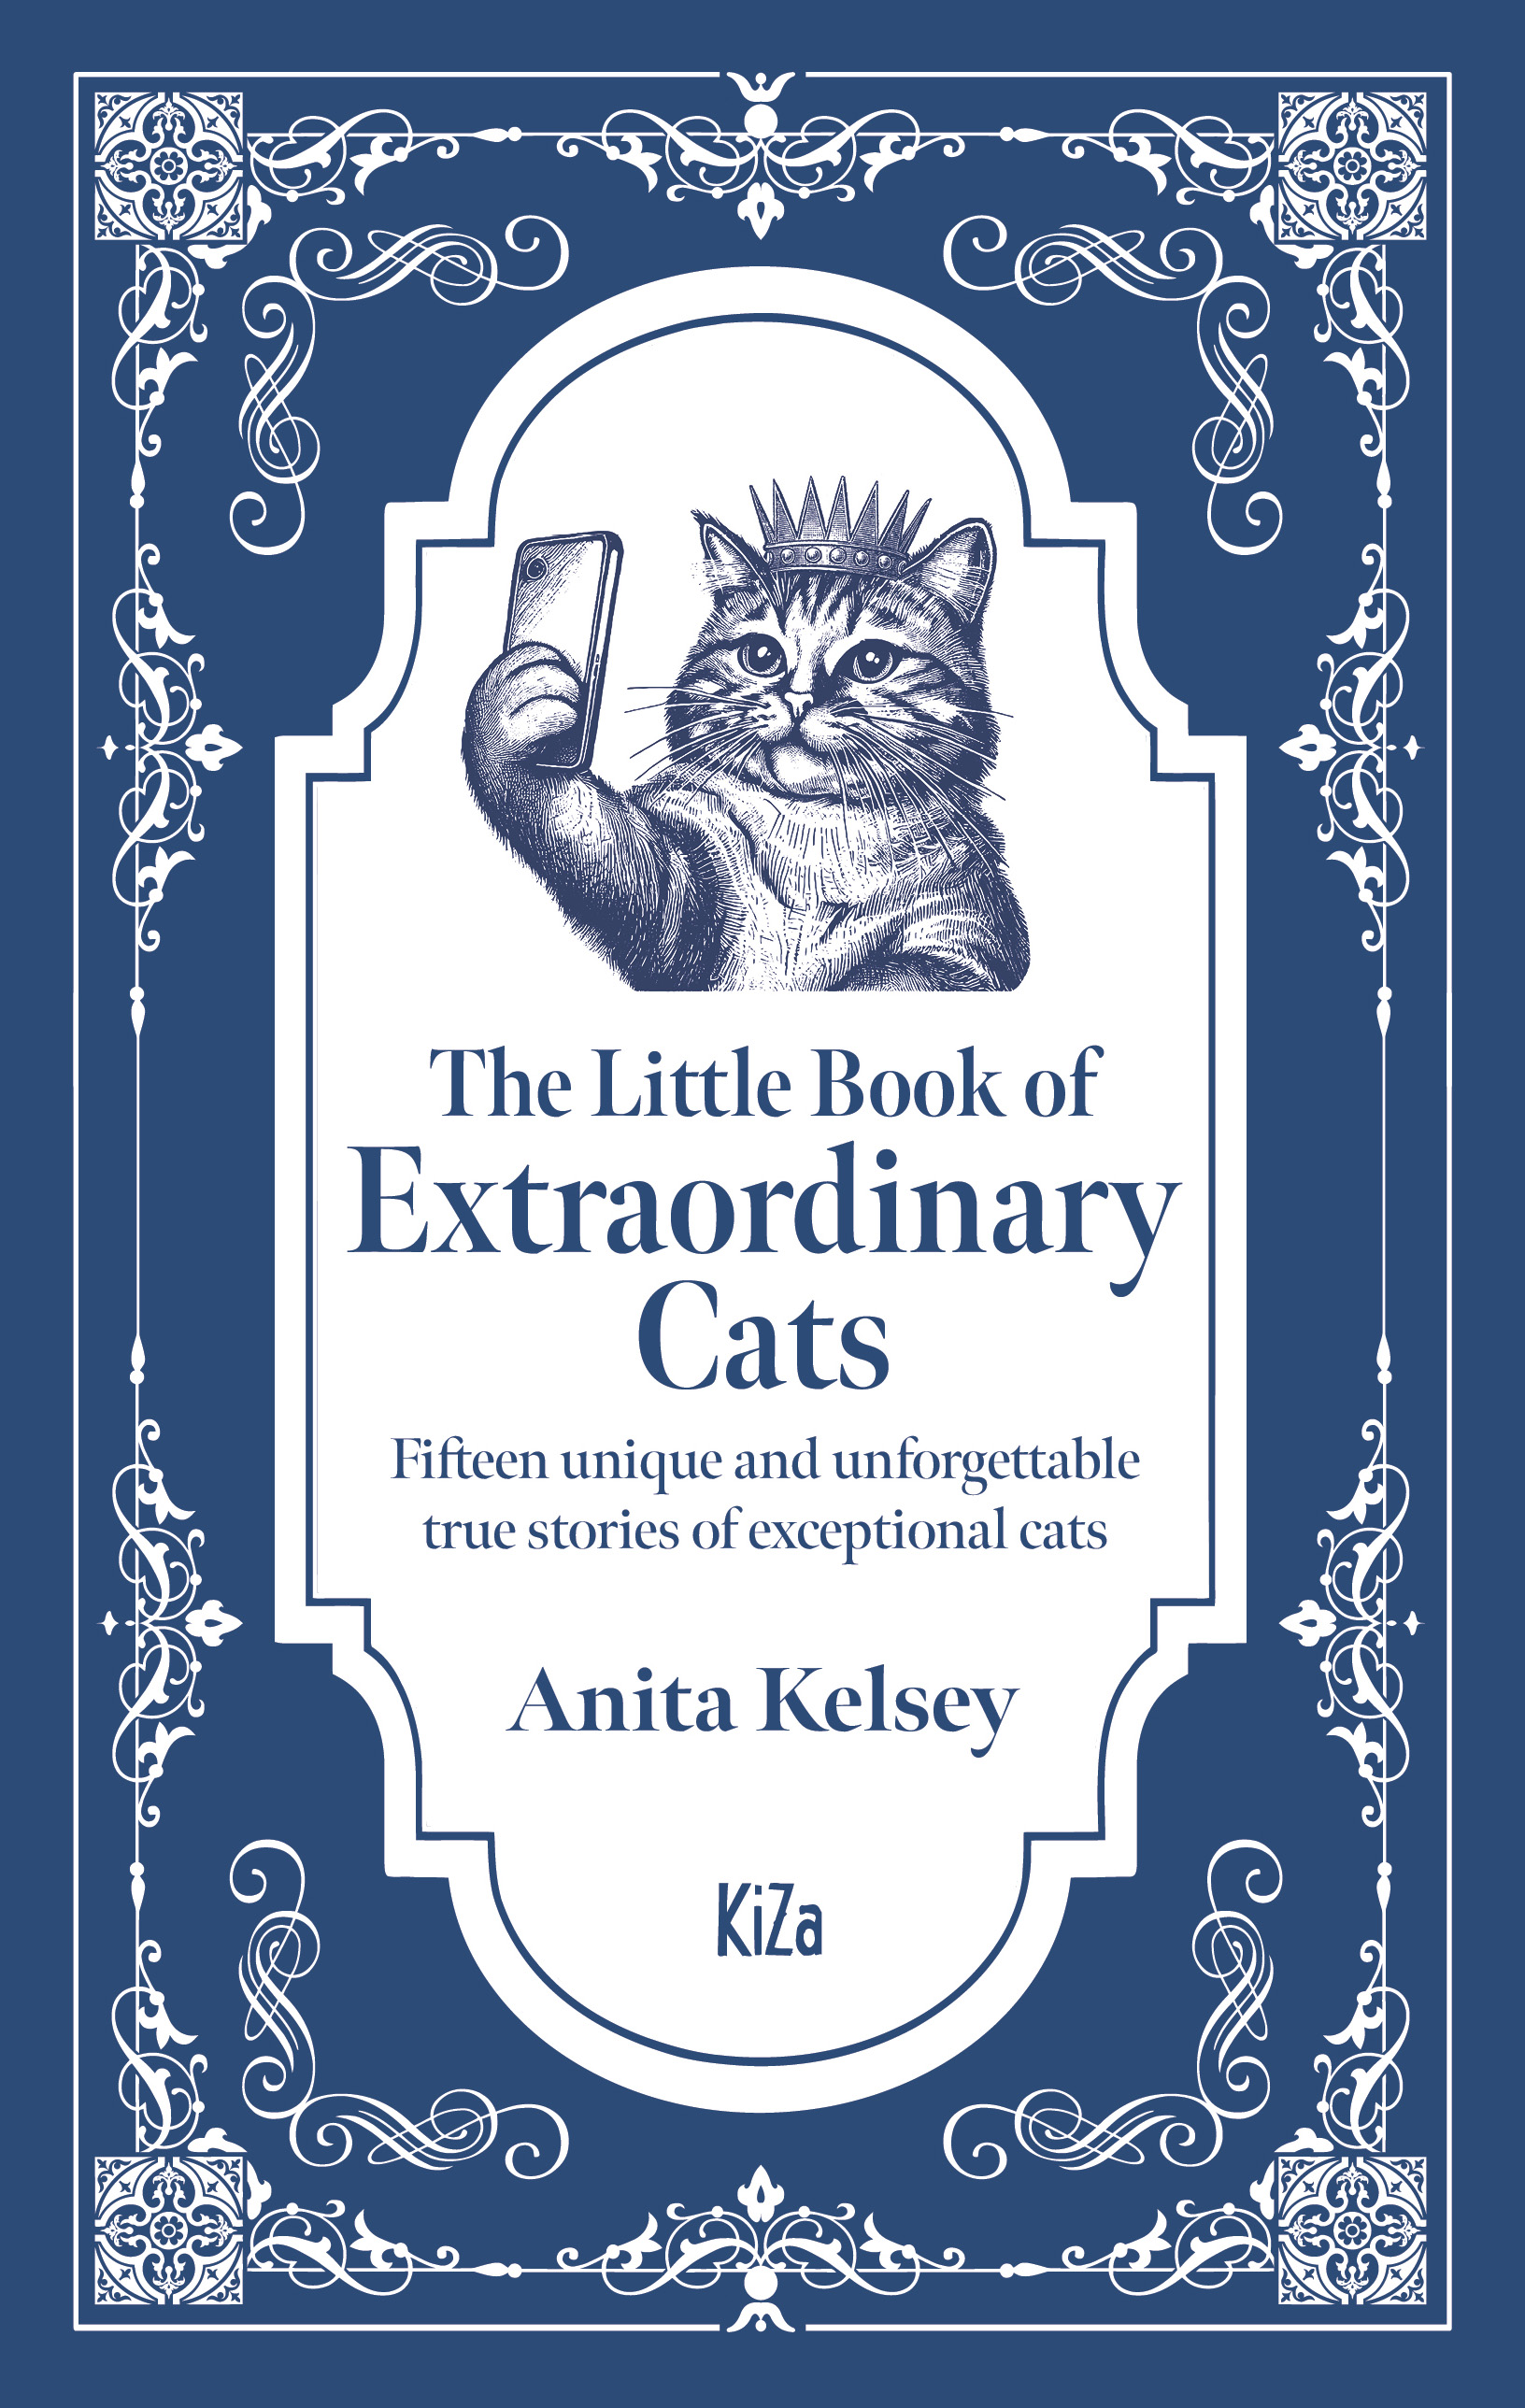 The Little Book of
Extraordinary
Cats
Fifteen unique and unforgettable
true stories of exceptional cats
Anita Kelsey
KiZa